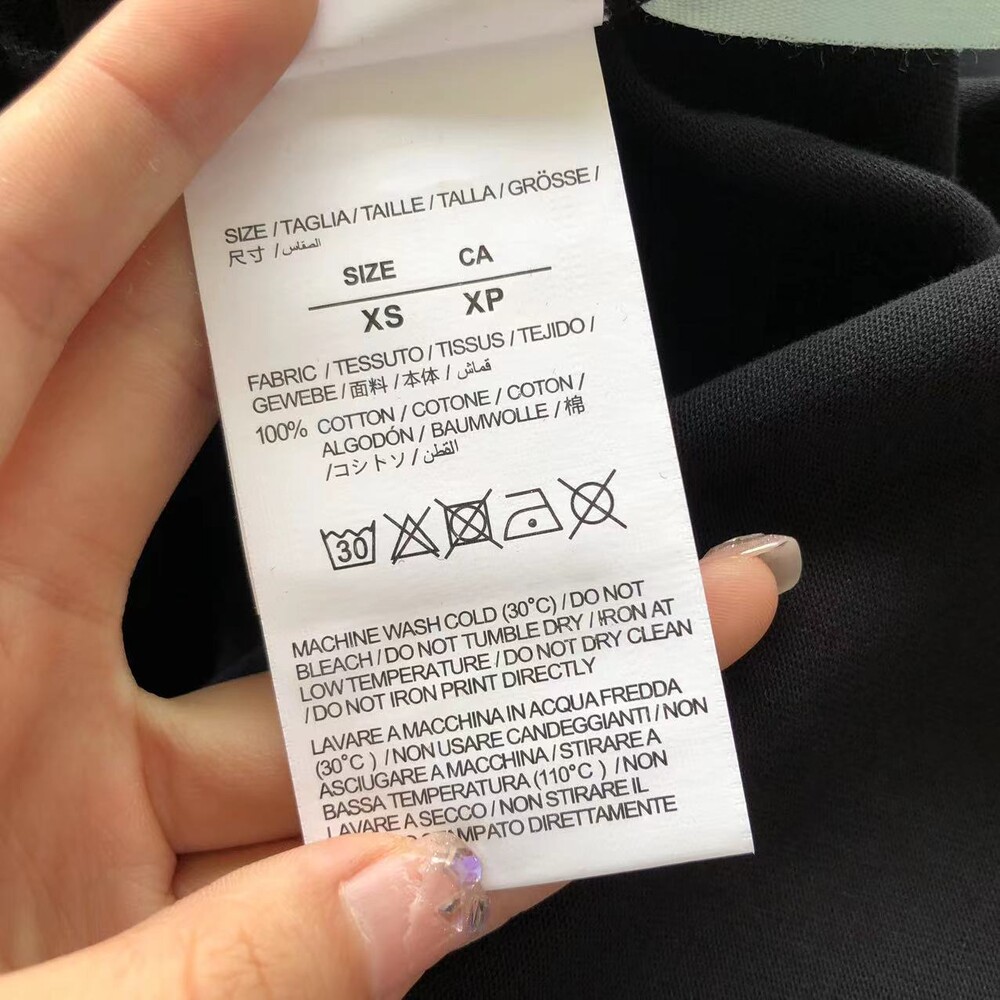 SIZE / TAGLIA / TAILLE / TALLA / GRÖSSE /
尺寸 / المقاس
SIZE CA
XS XP
FABRIC / TESSUTO / TISSUS / TEJIDO /
GEWEBE / 面料 / 本体 / قماش
100% COTTON / COTONE / COTON /
ALGODÓN / BAUMWOLLE / 棉
/コシトソ / القطن
30
MACHINE WASH COLD (30°C) / DO NOT
BLEACH / DO NOT TUMBLE DRY / IRON AT
LOW TEMPERATURE / DO NOT DRY CLEAN
/ DO NOT IRON PRINT DIRECTLY
LAVARE A MACCHINA IN ACQUA FREDDA
(30°C ) / NON USARE CANDEGGIANTI / NON
ASCIUGARE A MACCHINA / STIRARE A
BASSA TEMPERATURA (110°C ) / NON
LAVARE A SECCO / NON STIRARE IL
DIRETTAMENTE